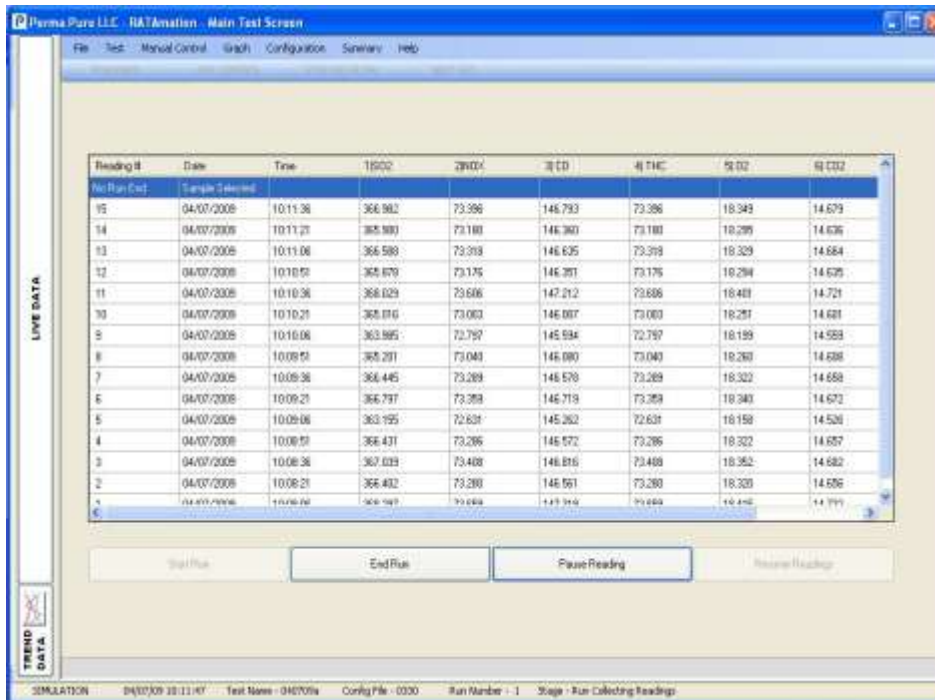 Perma Pure LLC - RATAmation - Main Test Screen
File Test Manual Control Graph Configuration Summary Help
Reading # Date Time 1)SO2 2)NOX 3)CO 4)THC 5)O2 6)CO2
No Run End Sample Selected
15 04/07/2009 10:11:36 366.982 73.396 146.793 73.396 18.349 14.679
14 04/07/2009 10:11:21 365.900 73.180 146.360 73.180 18.295 14.636
13 04/07/2009 10:11:06 366.588 73.318 146.635 73.318 18.329 14.664
12 04/07/2009 10:10:51 365.878 73.176 146.351 73.176 18.294 14.635
11 04/07/2009 10:10:36 368.029 73.606 147.212 73.606 18.401 14.721
10 04/07/2009 10:10:21 365.016 73.003 146.007 73.003 18.251 14.601
9 04/07/2009 10:10:06 363.985 72.797 145.594 72.797 18.199 14.559
8 04/07/2009 10:09:51 365.201 73.040 146.080 73.040 18.260 14.608
7 04/07/2009 10:09:36 366.445 73.289 146.578 73.289 18.322 14.658
6 04/07/2009 10:09:21 366.797 73.359 146.719 73.359 18.340 14.672
5 04/07/2009 10:09:06 363.155 72.631 145.262 72.631 18.158 14.526
4 04/07/2009 10:08:51 366.431 73.286 146.572 73.286 18.322 14.657
3 04/07/2009 10:08:36 367.039 73.408 146.816 73.408 18.352 14.682
2 04/07/2009 10:08:21 366.402 73.280 146.561 73.280 18.320 14.656
Start Run End Run Pause Reading Resume Readings
LIVE DATA
TREND DATA
SIMULATION 04/07/09 10:11:47 Test Name - 040709a Config File - 0300 Run Number - 1 Stage - Run Collecting Readings